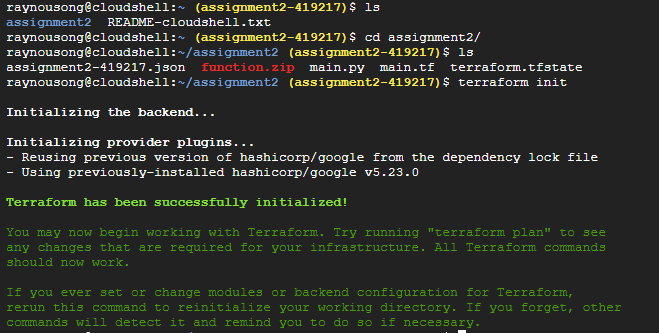 raynousong@cloudshell:~ (assignment2-419217)$ ls
assignment2  README-cloudshell.txt
raynousong@cloudshell:~ (assignment2-419217)$ cd assignment2/
raynousong@cloudshell:~/assignment2 (assignment2-419217)$ ls
assignment2-419217.json  function.zip  main.py  main.tf  terraform.tfstate
raynousong@cloudshell:~/assignment2 (assignment2-419217)$ terraform init
Initializing the backend...
Initializing provider plugins...
- Reusing previous version of hashicorp/google from the dependency lock file
- Using previously-installed hashicorp/google v5.23.0
Terraform has been successfully initialized!
You may now begin working with Terraform. Try running "terraform plan" to see
any changes that are required for your infrastructure. All Terraform commands
should now work.
If you ever set or change modules or backend configuration for Terraform,
rerun this command to reinitialize your working directory. If you forget, other
commands will detect it and remind you to do so if necessary.